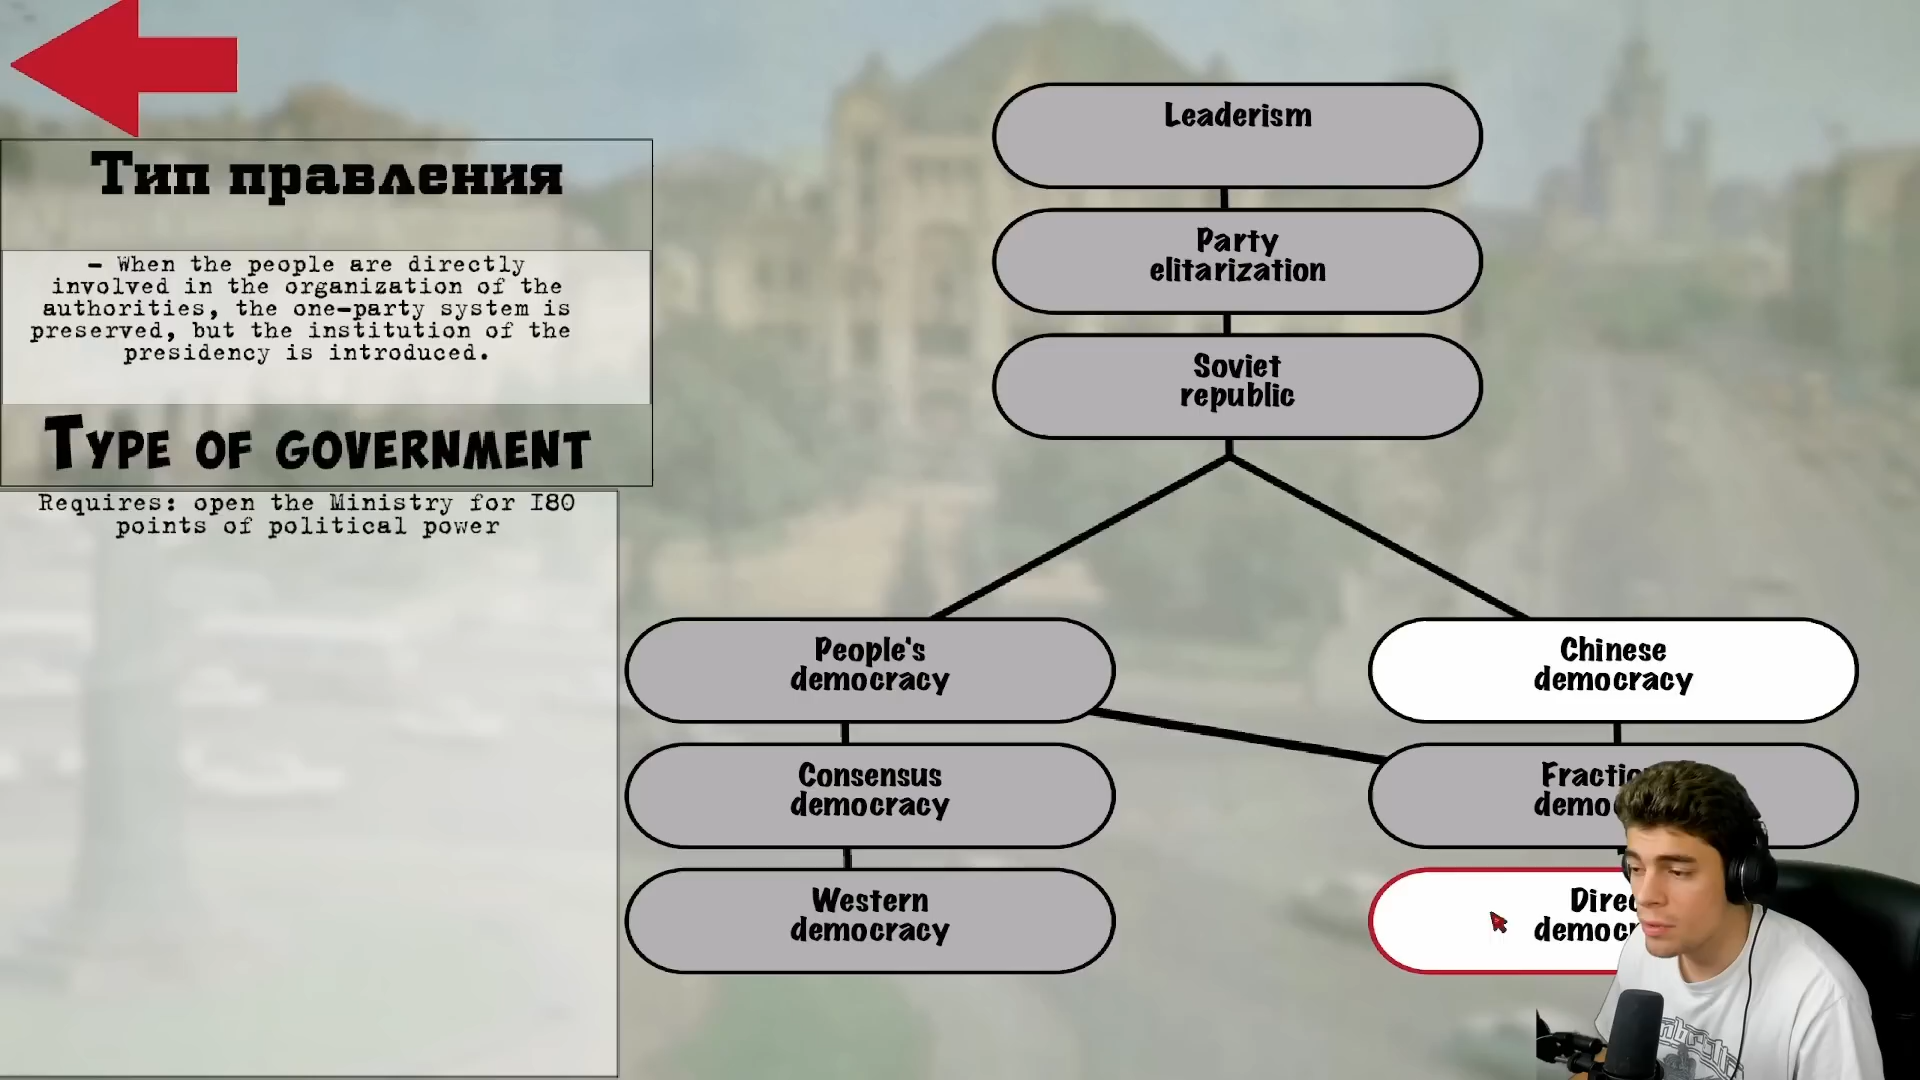 Тип правления
- When the people are directly
involved in the organization of the
authorities, the one-party system is
preserved, but the institution of the
presidency is introduced.
Type of government
Requires: open the Ministry for I80
points of political power
Leaderism
Party
elitarization
Soviet
republic
People's
democracy
Chinese
democracy
Consensus
democracy
Western
democracy